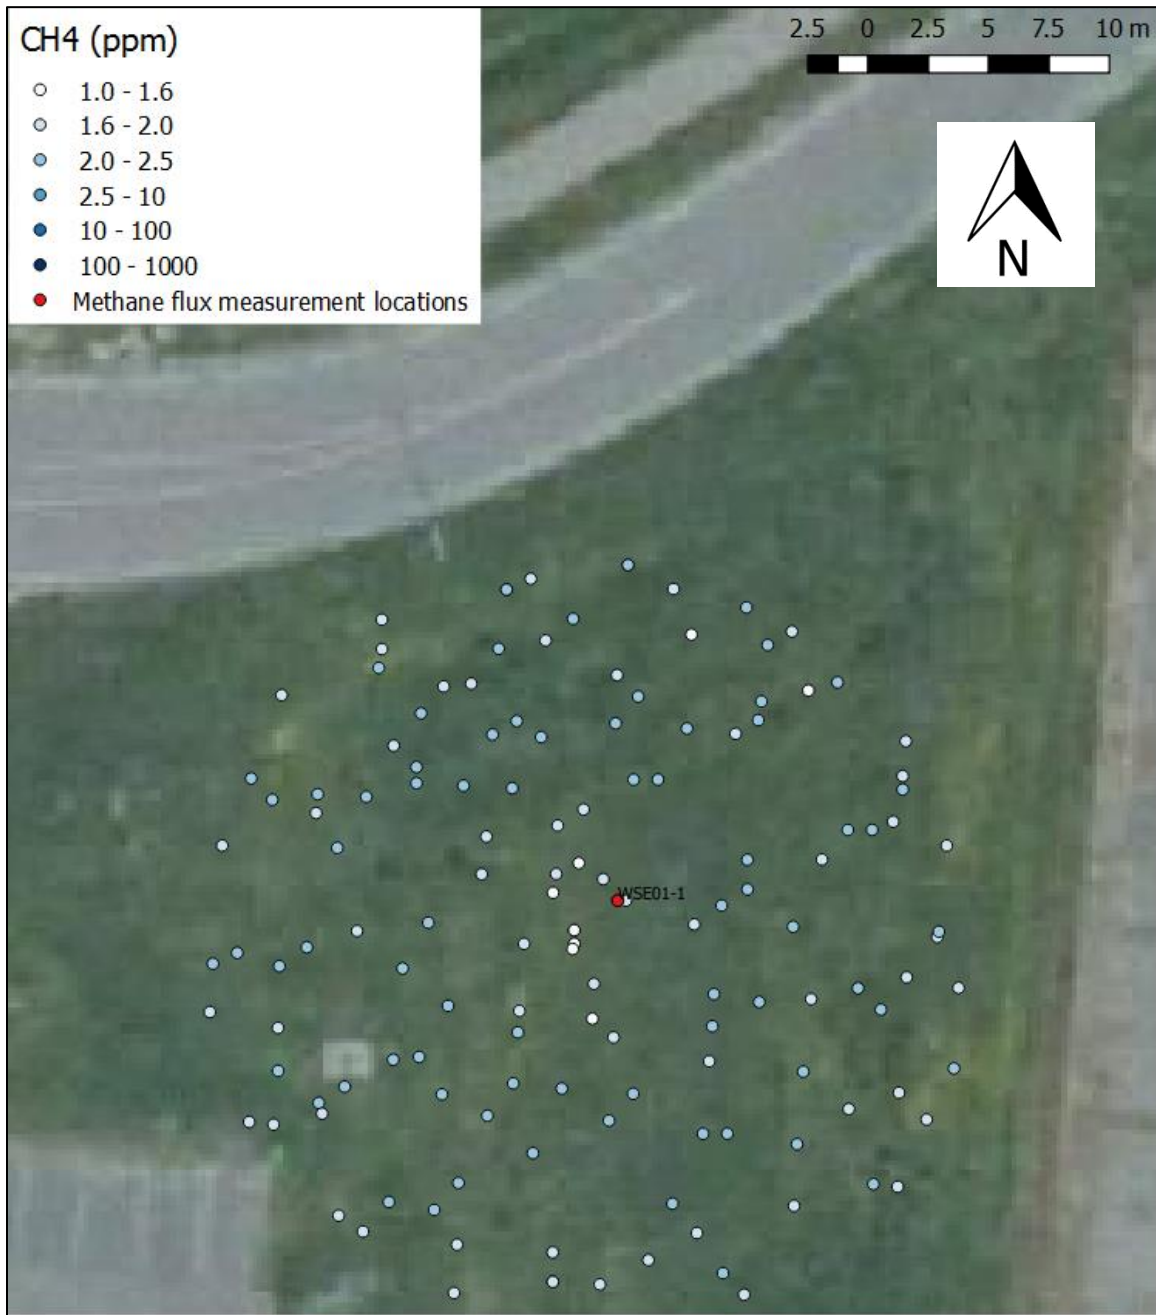 CH4 (ppm)
1.0 - 1.6
1.6 - 2.0
2.0 - 2.5
2.5 - 10
10 - 100
100 - 1000
Methane flux measurement locations
2.5 0 2.5 5 7.5 10 m
N
WSE01-1